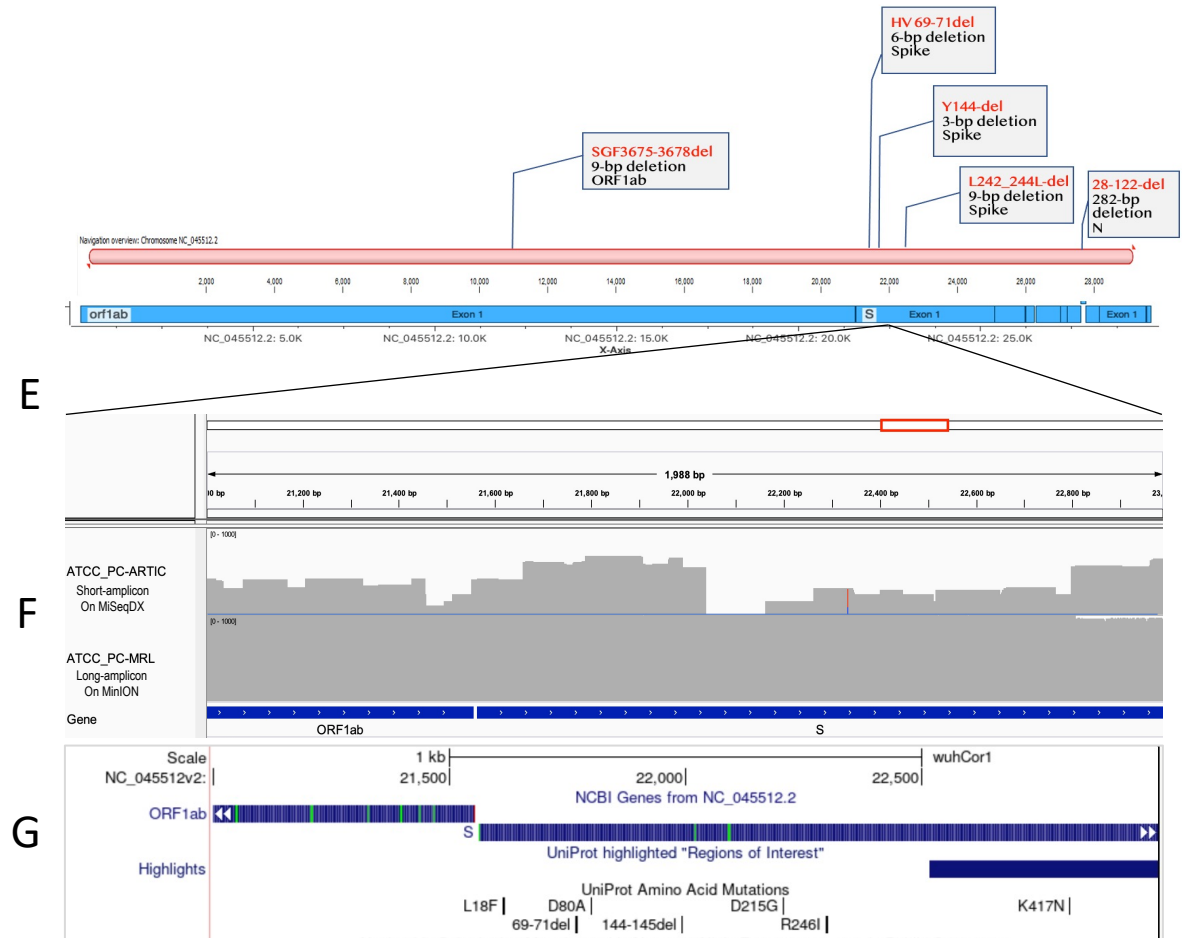 HV 69-71del
6-bp deletion
Spike
Y144-del
3-bp deletion
Spike
SGF3675-3678del
9-bp deletion
ORF1ab
L242_244L-del
9-bp deletion
Spike
28-122-del
282-bp
deletion
N
Navigation overview: Chromosome NC_045512.2
2,000 4,000 6,000 8,000 10,000 12,000 14,000 16,000 18,000 20,000 22,000 24,000 26,000 28,000
orf1ab Exon 1 S Exon 1 Exon 1
NC_045512.2: 5.0K NC_045512.2: 10.0K NC_045512.2: 15.0K NC_045512.2: 20.0K NC_045512.2: 25.0K
X-Axis
E
1,988 bp
)0 bp 21,200 bp 21,400 bp 21,600 bp 21,800 bp 22,000 bp 22,200 bp 22,400 bp 22,600 bp 22,800 bp 23,
[0 - 1000]
ATCC_PC-ARTIC
Short-amplicon
On MiSeqDX
F
[0 - 1000]
ATCC_PC-MRL
Long-amplicon
On MinION
Gene
ORF1ab S
Scale 1 kb wuhCor1
NC_045512v2: 21,500 22,000 22,500
NCBI Genes from NC_045512.2
ORF1ab
G
S
UniProt highlighted "Regions of Interest"
Highlights
UniProt Amino Acid Mutations
L18F D80A D215G K417N
69-71del 144-145del R246I